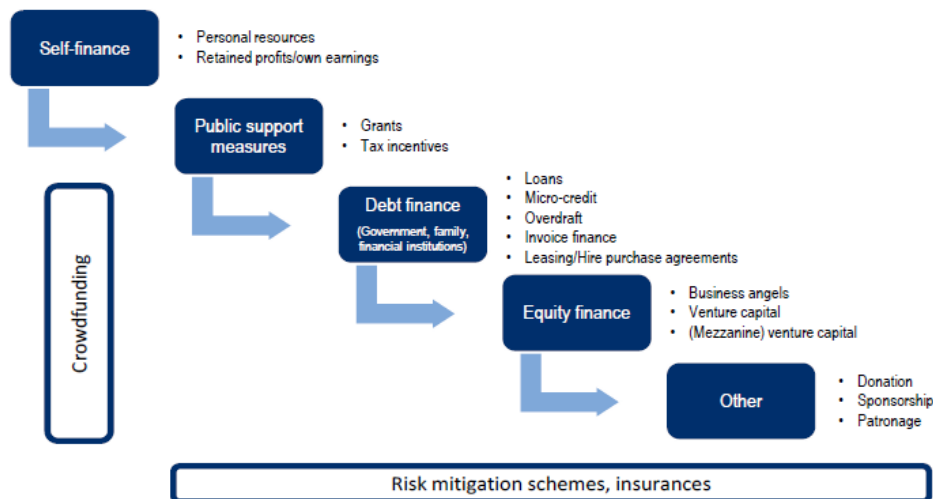 Self-finance
• Personal resources
• Retained profits/own earnings
Public support
measures
• Grants
• Tax incentives
Debt finance
(Government, family,
financial institutions)
• Loans
• Micro-credit
• Overdraft
• Invoice finance
• Leasing/Hire purchase agreements
Equity finance
• Business angels
• Venture capital
• (Mezzanine) venture capital
Other
• Donation
• Sponsorship
• Patronage
Crowdfunding
Risk mitigation schemes, insurances